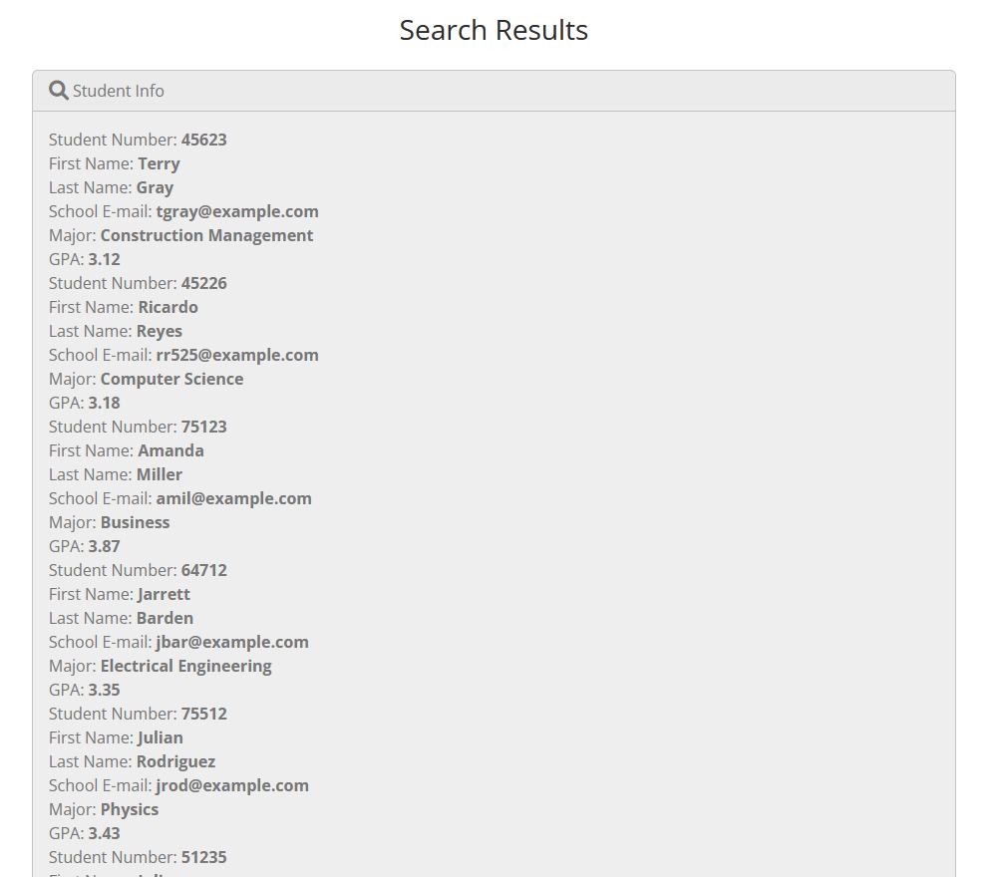 Search Results
Student Info
Student Number: 45623
First Name: Terry
Last Name: Gray
School E-mail: tgray@example.com
Major: Construction Management
GPA: 3.12
Student Number: 45226
First Name: Ricardo
Last Name: Reyes
School E-mail: rr525@example.com
Major: Computer Science
GPA: 3.18
Student Number: 75123
First Name: Amanda
Last Name: Miller
School E-mail: amil@example.com
Major: Business
GPA: 3.87
Student Number: 64712
First Name: Jarrett
Last Name: Barden
School E-mail: jbar@example.com
Major: Electrical Engineering
GPA: 3.35
Student Number: 75512
First Name: Julian
Last Name: Rodriguez
School E-mail: jrod@example.com
Major: Physics
GPA: 3.43
Student Number: 51235